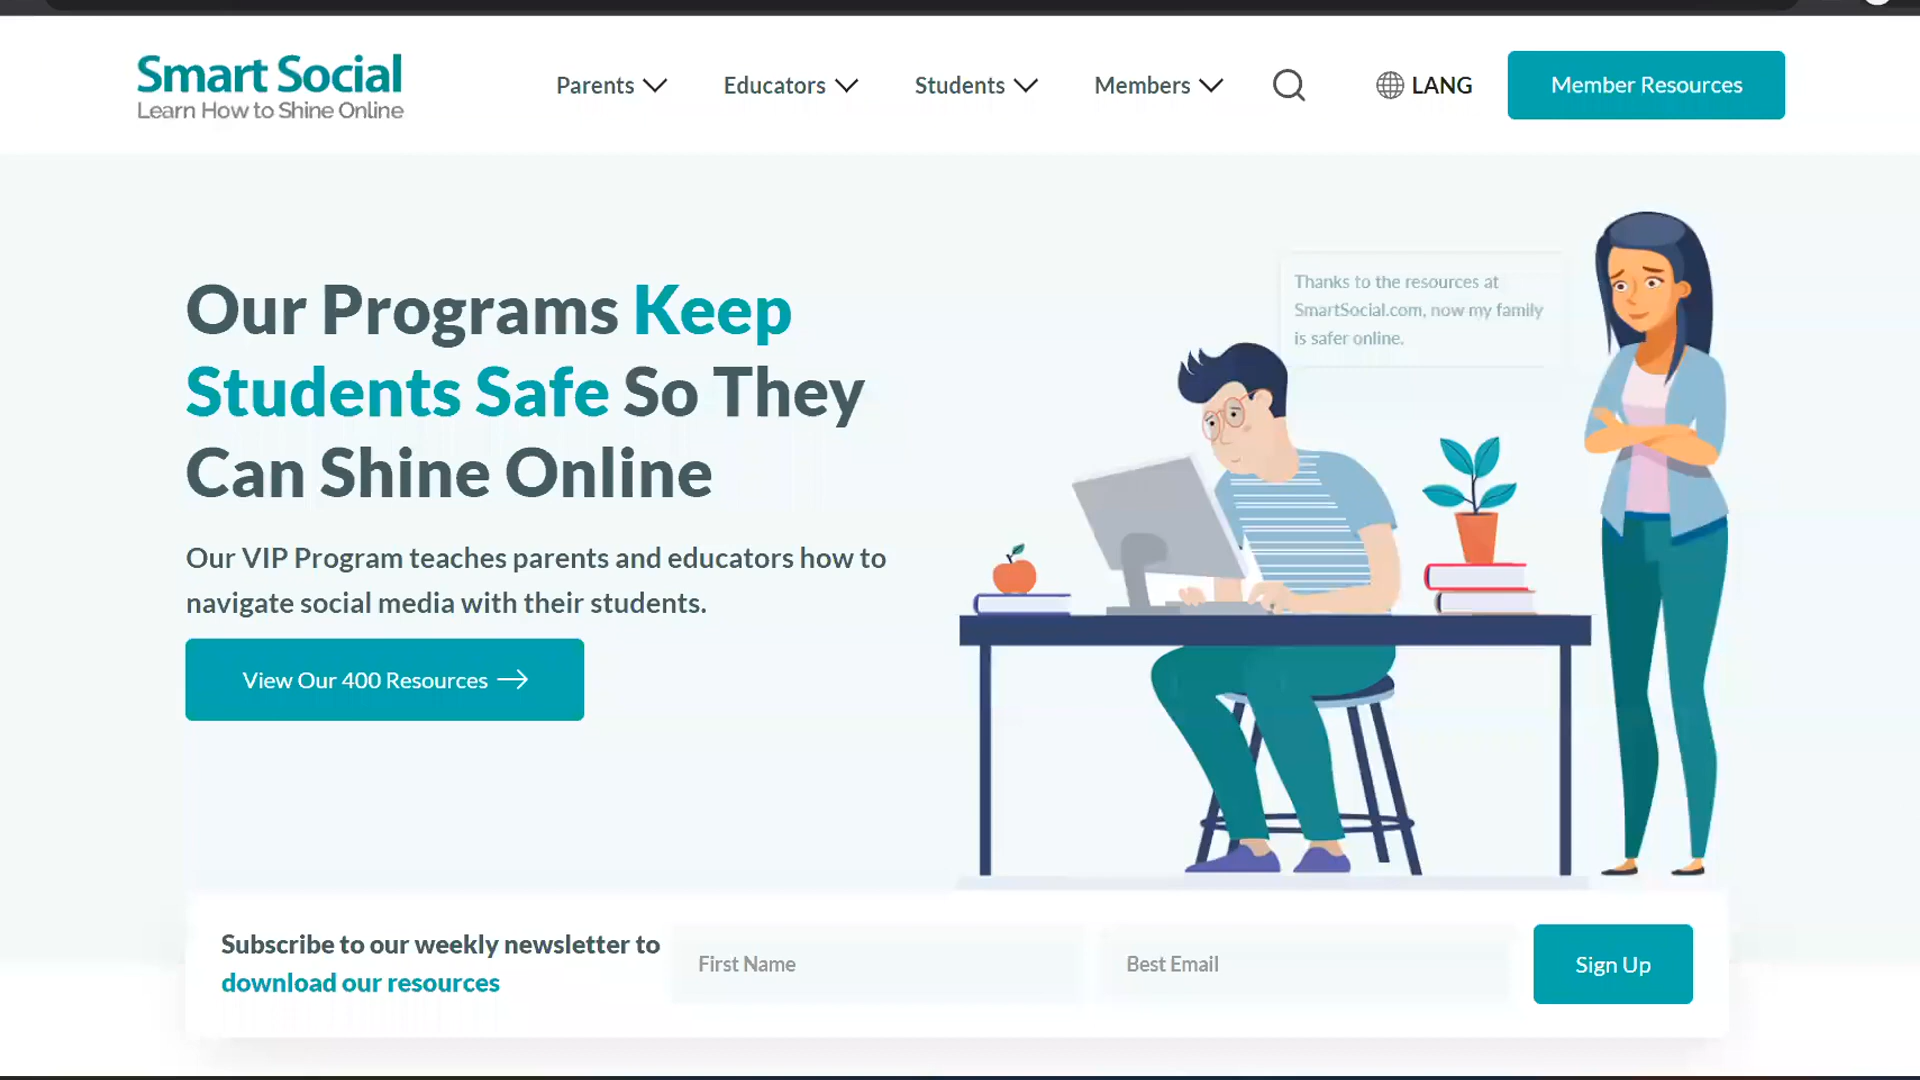 Smart Social
Learn How to Shine Online
Parents
Educators
Students
Members
LANG
Member Resources
Our Programs Keep
Students Safe So They
Can Shine Online
Our VIP Program teaches parents and educators how to
navigate social media with their students.
View Our 400 Resources
Thanks to the resources at
SmartSocial.com, now my family
is safer online.
Subscribe to our weekly newsletter to
download our resources
First Name
Best Email
Sign Up